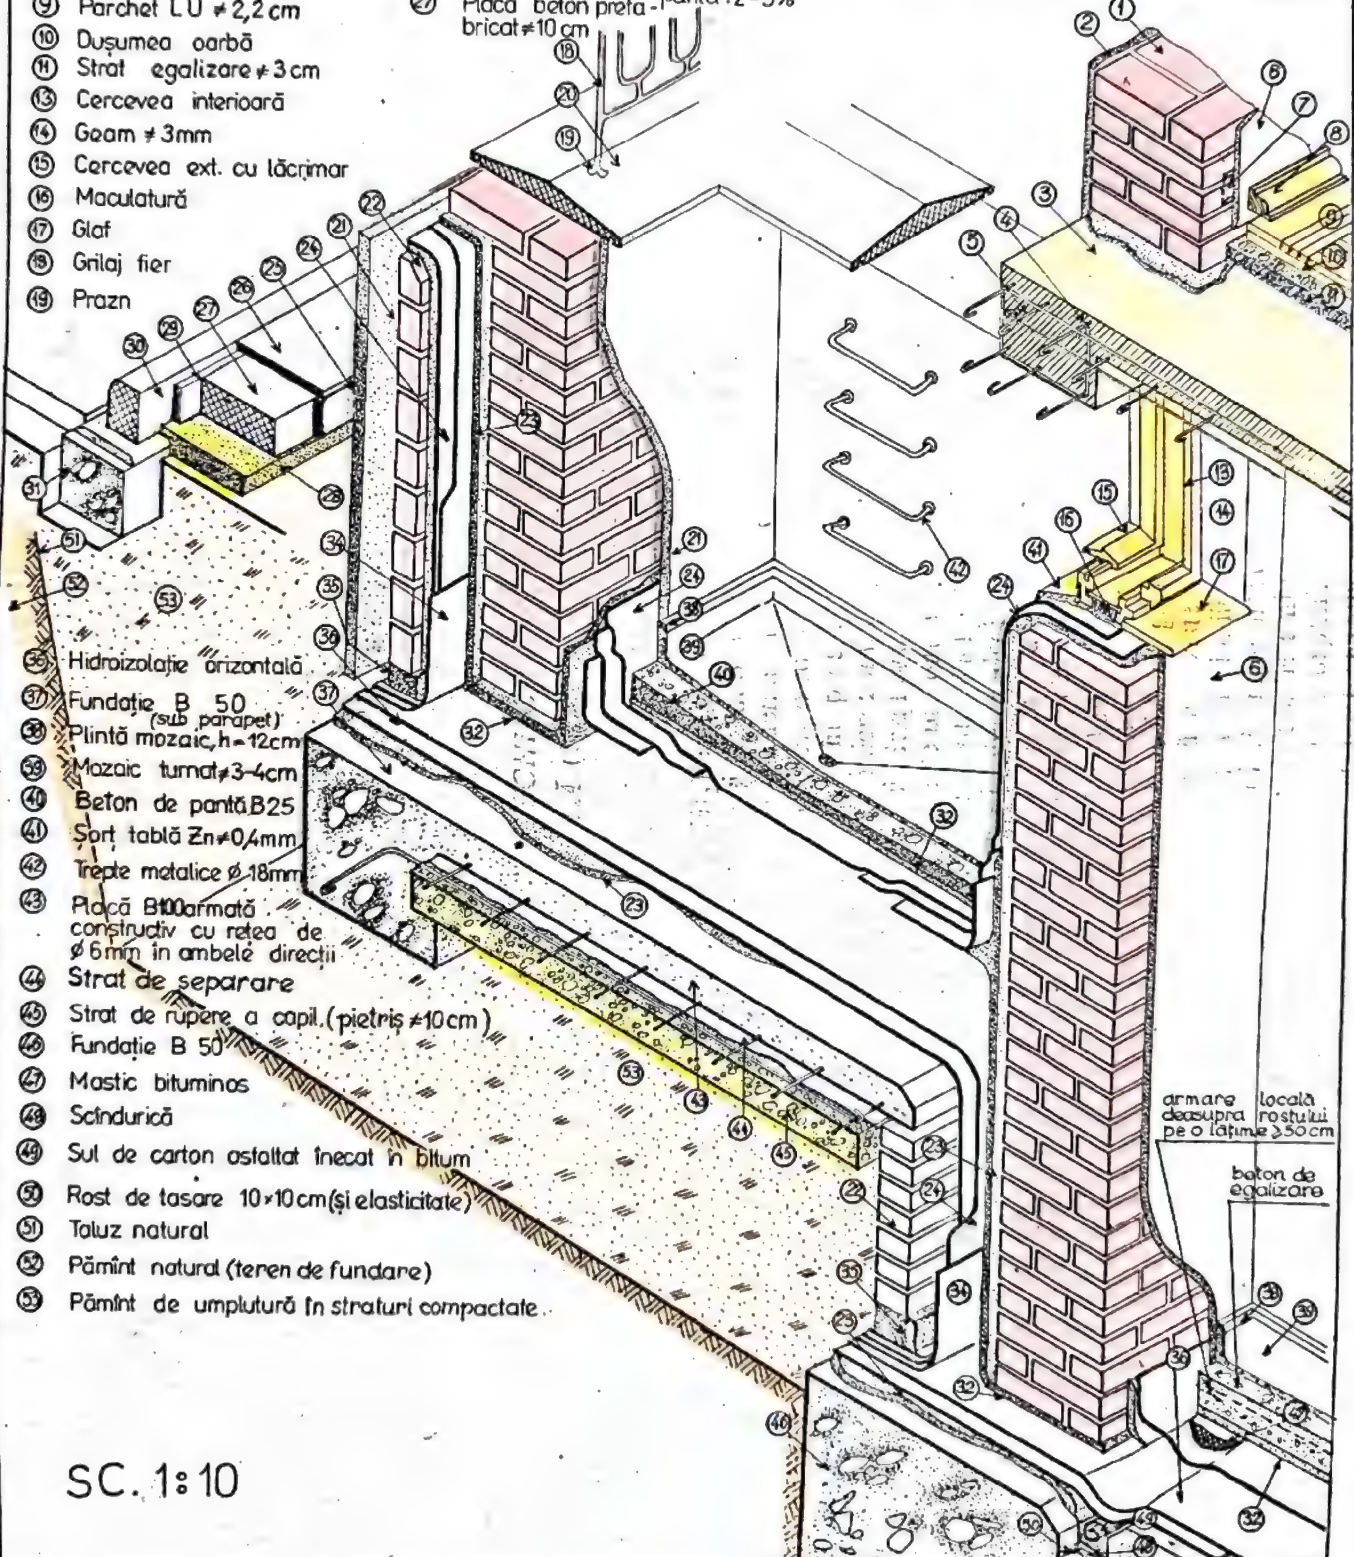 ⑨ Parchet L U ≠ 2,2 cm
⑩ Dușumea oarbă
⑪ Strat egalizare ≠ 3 cm
⑬ Cercevea interioară
⑭ Geam ≠ 3mm
⑮ Cercevea ext. cu lăcrimar
⑯ Maculatură
⑰ Glaf
⑱ Grilaj fier
⑲ Prazn
㉗ Placă beton prefa-
bricat ≠ 10 cm
㊱ Hidroizolație orizontală
㊲ Fundație B 50
(sub parapet)
㊳ Plintă mozaic, h=12cm
㊴ Mozaic turnat ≠ 3-4cm
㊵ Beton de pantă B25
㊶ Șorț tablă Zn ≠ 0,4mm
㊷ Trepte metalice ⌀ 18mm
㊸ Placă B100 armată
constructiv cu rețea de
⌀ 6mm în ambele direcții
㊹ Strat de separare
㊺ Strat de rupere a capil. (pietriș ≠ 10cm)
㊻ Fundație B 50
㊼ Mastic bituminos
㊽ Scîndurică
㊾ Sul de carton asfaltat înecat în bitum
㊿ Rost de tasare 10×10cm (și elasticitate)
51 Taluz natural
52 Pămînt natural (teren de fundare)
53 Pămînt de umplutură în straturi compactate.
armare locală
deasupra rostului
pe o lățime ≥ 50 cm
beton de
egalizare
SC. 1:10